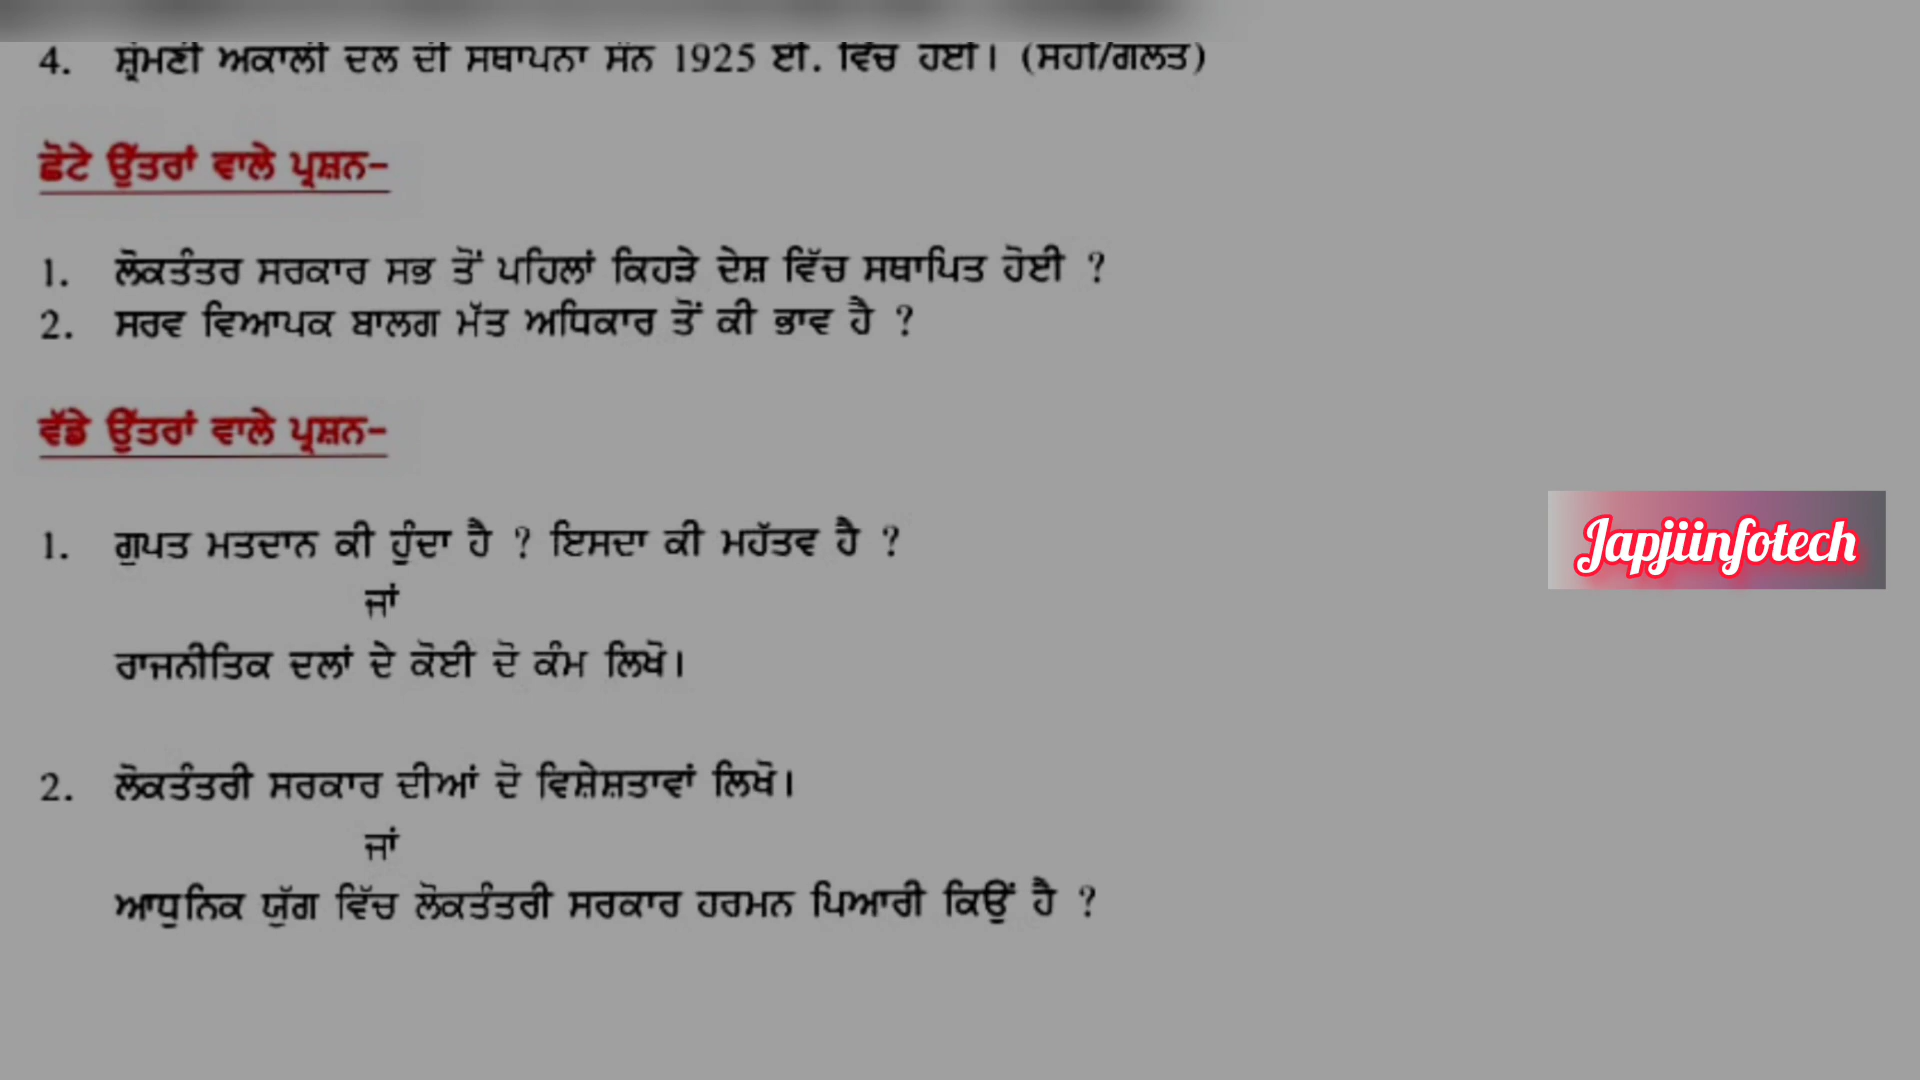 4. ਸ਼੍ਰੋਮਣੀ ਅਕਾਲੀ ਦਲ ਦੀ ਸਥਾਪਨਾ ਸੰਨ 1925 ਈ. ਵਿੱਚ ਹੋਈ। (ਸਹੀ/ਗਲਤ)
ਛੋਟੇ ਉੱਤਰਾਂ ਵਾਲੇ ਪ੍ਰਸ਼ਨ-
1. ਲੋਕਤੰਤਰ ਸਰਕਾਰ ਸਭ ਤੋਂ ਪਹਿਲਾਂ ਕਿਹੜੇ ਦੇਸ਼ ਵਿੱਚ ਸਥਾਪਿਤ ਹੋਈ ?
2. ਸਰਵ ਵਿਆਪਕ ਬਾਲਗ ਮੱਤ ਅਧਿਕਾਰ ਤੋਂ ਕੀ ਭਾਵ ਹੈ ?
ਵੱਡੇ ਉੱਤਰਾਂ ਵਾਲੇ ਪ੍ਰਸ਼ਨ-
1. ਗੁਪਤ ਮਤਦਾਨ ਕੀ ਹੁੰਦਾ ਹੈ ? ਇਸਦਾ ਕੀ ਮਹੱਤਵ ਹੈ ?
ਜਾਂ
ਰਾਜਨੀਤਿਕ ਦਲਾਂ ਦੇ ਕੋਈ ਦੋ ਕੰਮ ਲਿਖੋ।
Japjiinfotech
2. ਲੋਕਤੰਤਰੀ ਸਰਕਾਰ ਦੀਆਂ ਦੋ ਵਿਸ਼ੇਸ਼ਤਾਵਾਂ ਲਿਖੋ।
ਜਾਂ
ਆਧੁਨਿਕ ਯੁੱਗ ਵਿੱਚ ਲੋਕਤੰਤਰੀ ਸਰਕਾਰ ਹਰਮਨ ਪਿਆਰੀ ਕਿਉਂ ਹੈ ?